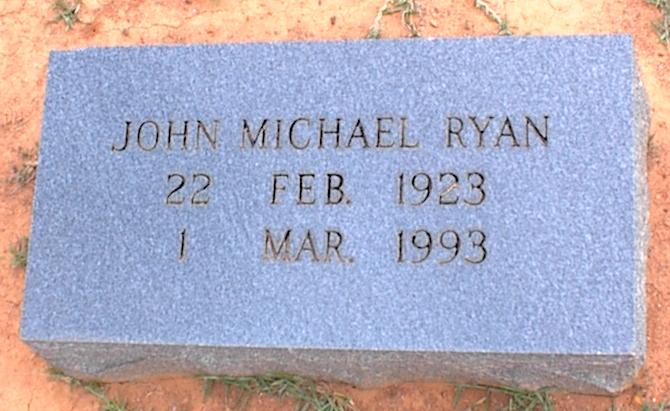 JOHN MICHAEL RYAN
22 FEB. 1923
1 MAR. 1993